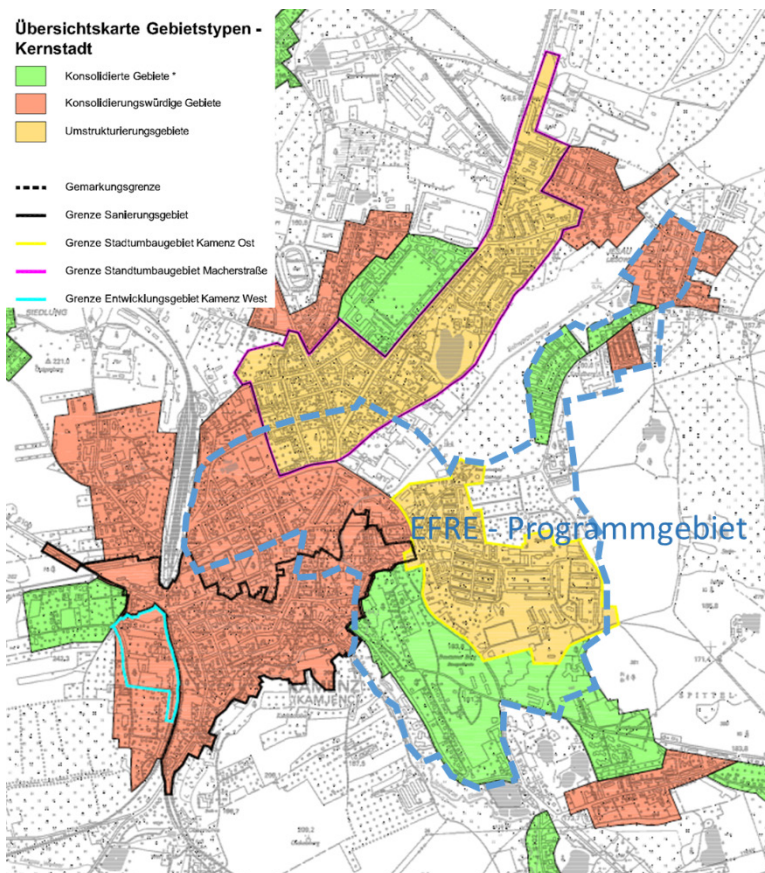 Übersichtskarte Gebietstypen -
Kernstadt
Konsolidierte Gebiete *
Konsolidierungswürdige Gebiete
Umstrukturierungsgebiete
Gemarkungsgrenze
Grenze Sanierungsgebiet
Grenze Stadtumbaugebiet Kamenz Ost
Grenze Standtumbaugebiet Macherstraße
Grenze Entwicklungsgebiet Kamenz West
SIEDLUNG
EFRE - Programmgebiet
KAMENZ
(KAMJENC)
SPITTEL